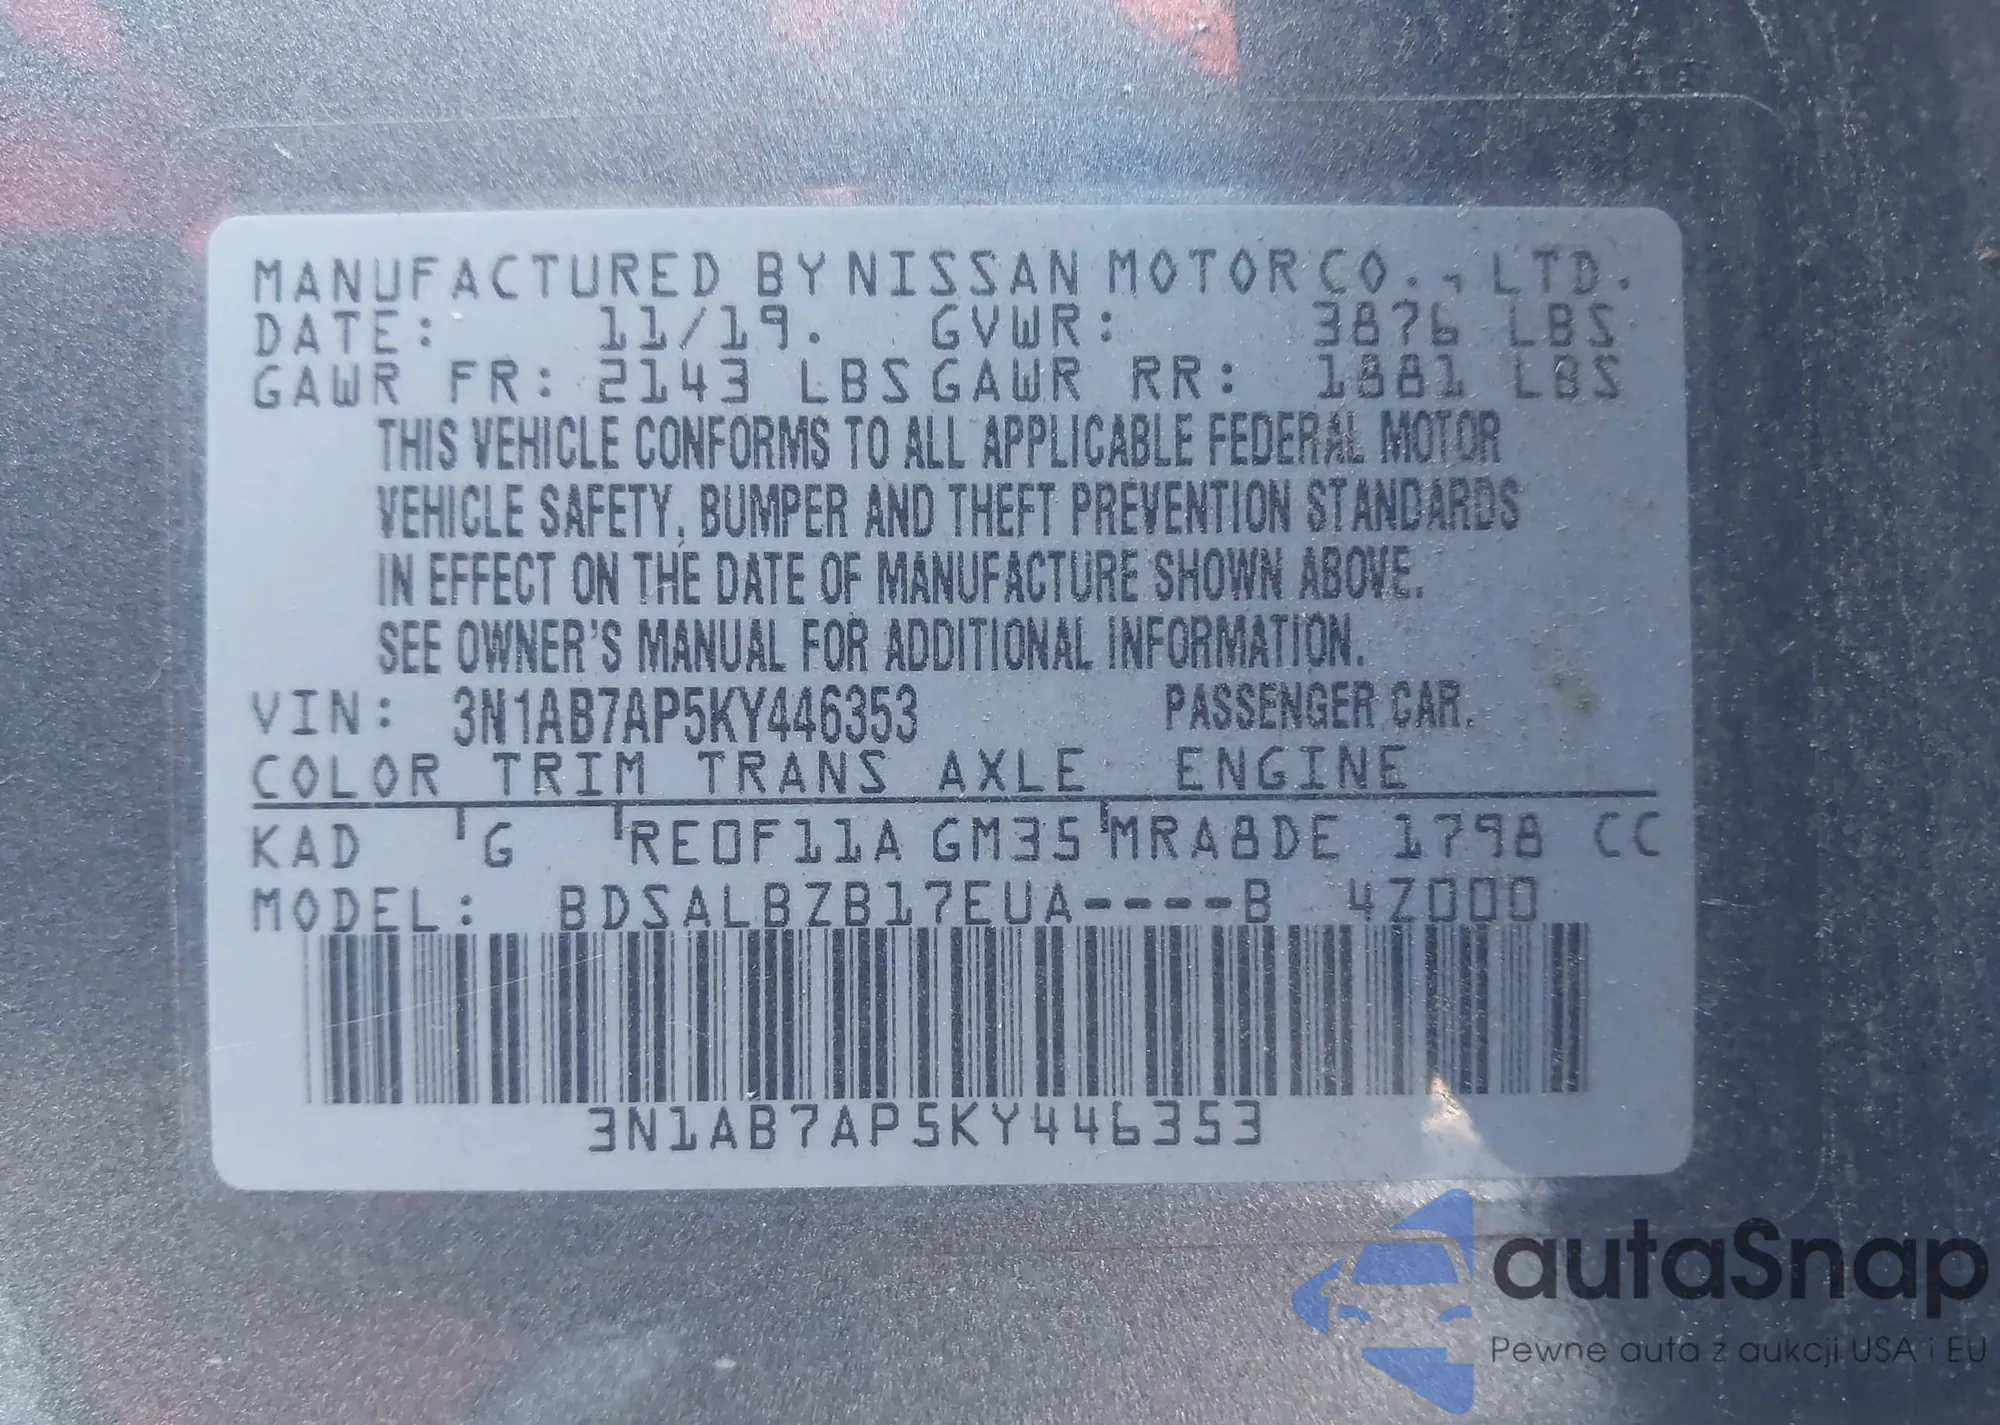 MANUFACTURED BY NISSAN MOTOR CO., LTD.
DATE: 11/19. GVWR: 3876 LBS
GAWR FR: 2143 LBS GAWR RR: 1881 LBS
THIS VEHICLE CONFORMS TO ALL APPLICABLE FEDERAL MOTOR
VEHICLE SAFETY, BUMPER AND THEFT PREVENTION STANDARDS
IN EFFECT ON THE DATE OF MANUFACTURE SHOWN ABOVE.
SEE OWNER'S MANUAL FOR ADDITIONAL INFORMATION.
VIN: 3N1AB7AP5KY446353 PASSENGER CAR.
COLOR TRIM TRANS AXLE ENGINE
KAD G RE0F11A GM35 MRA8DE 1798 CC
MODEL: BDSALBZB17EUA----B 4Z000
3N1AB7AP5KY446353
autaSnap
Pewne auta z aukcji USA i EU